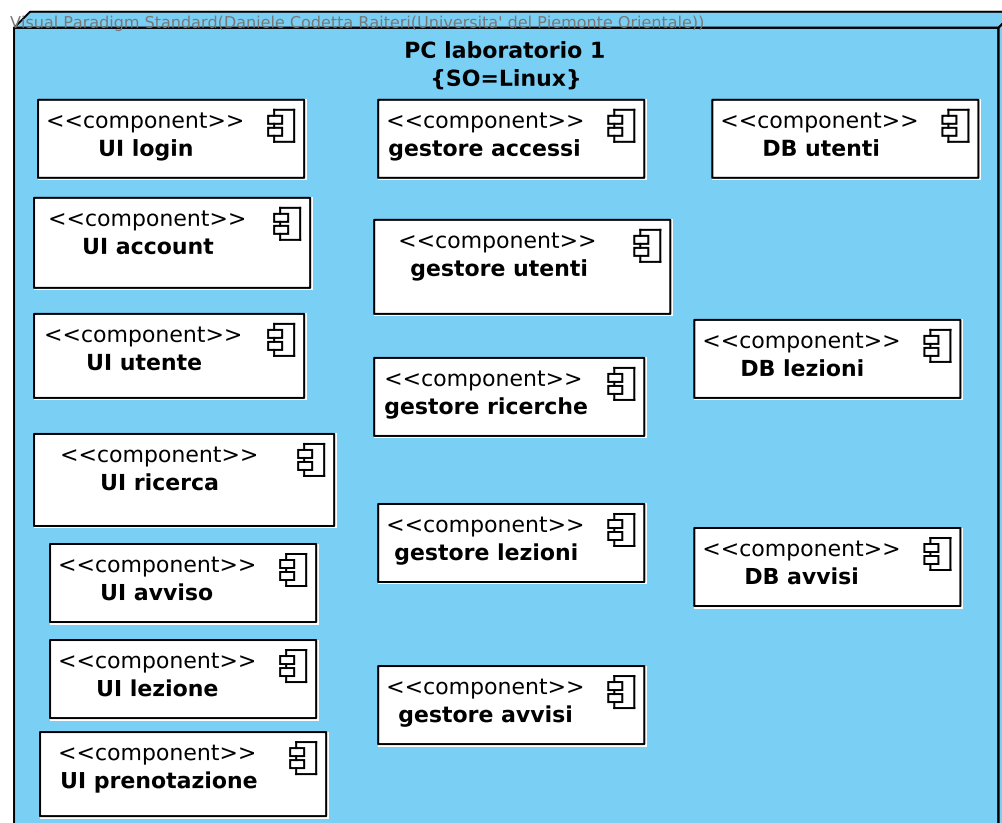 Visual Paradigm Standard(Daniele Codetta Raiteri(Universita' del Piemonte Orientale))
PC laboratorio 1
{SO=Linux}
<<component>>
UI login
<<component>>
gestore accessi
<<component>>
DB utenti
<<component>>
UI account
<<component>>
gestore utenti
<<component>>
UI utente
<<component>>
DB lezioni
<<component>>
gestore ricerche
<<component>>
UI ricerca
<<component>>
gestore lezioni
<<component>>
DB avvisi
<<component>>
UI avviso
<<component>>
UI lezione
<<component>>
gestore avvisi
<<component>>
UI prenotazione